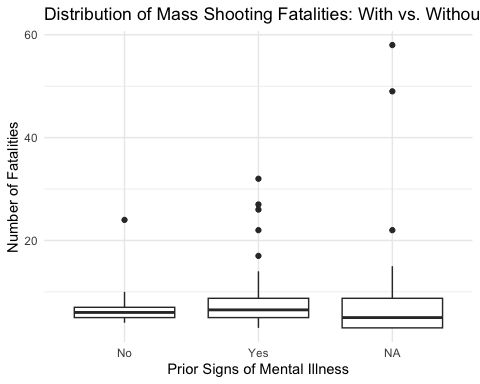 Distribution of Mass Shooting Fatalities: With vs. Withou
60
40
20
Number of Fatalities
No Yes NA
Prior Signs of Mental Illness